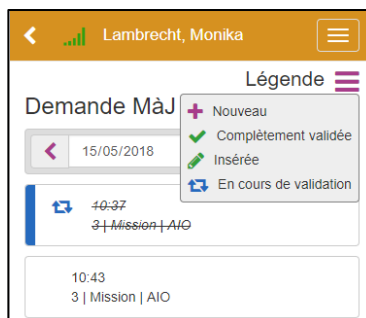 Lambrecht, Monika
Légende
Demande MàJ
Nouveau
Complètement validée
Insérée
En cours de validation
15/05/2018
10:37
3 | Mission | AIO
10:43
3 | Mission | AIO